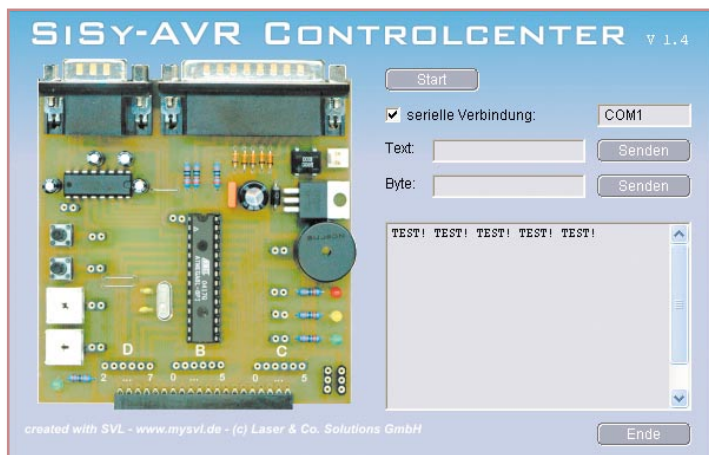 SiSy-AVR ControlCenter V 1.4
Start
serielle Verbindung: COM1
Text: Senden
Byte: Senden
TEST! TEST! TEST! TEST! TEST!
D B C
2 ... 7 0 ... 5 0 ... 5
created with SVL - www.mysvl.de - (c) Laser & Co. Solutions GmbH
Ende